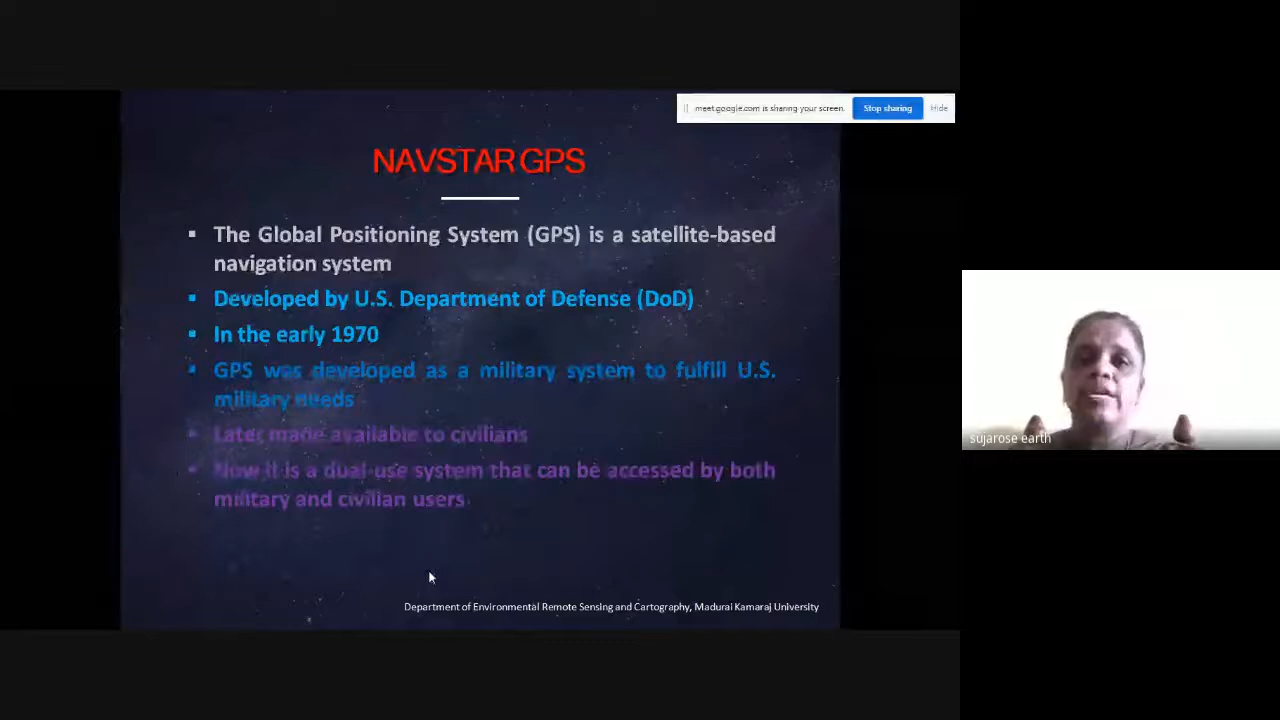 meet.google.com is sharing your screen.
Stop sharing
Hide
NAVSTAR GPS
▪ The Global Positioning System (GPS) is a satellite-based
navigation system
▪ Developed by U.S. Department of Defense (DoD)
▪ In the early 1970
▪ GPS was developed as a military system to fulfill U.S.
military needs
▪ Later made available to civilians
▪ Now it is a dual-use system that can be accessed by both
military and civilian users
sujarose earth
Department of Environmental Remote Sensing and Cartography, Madurai Kamaraj University